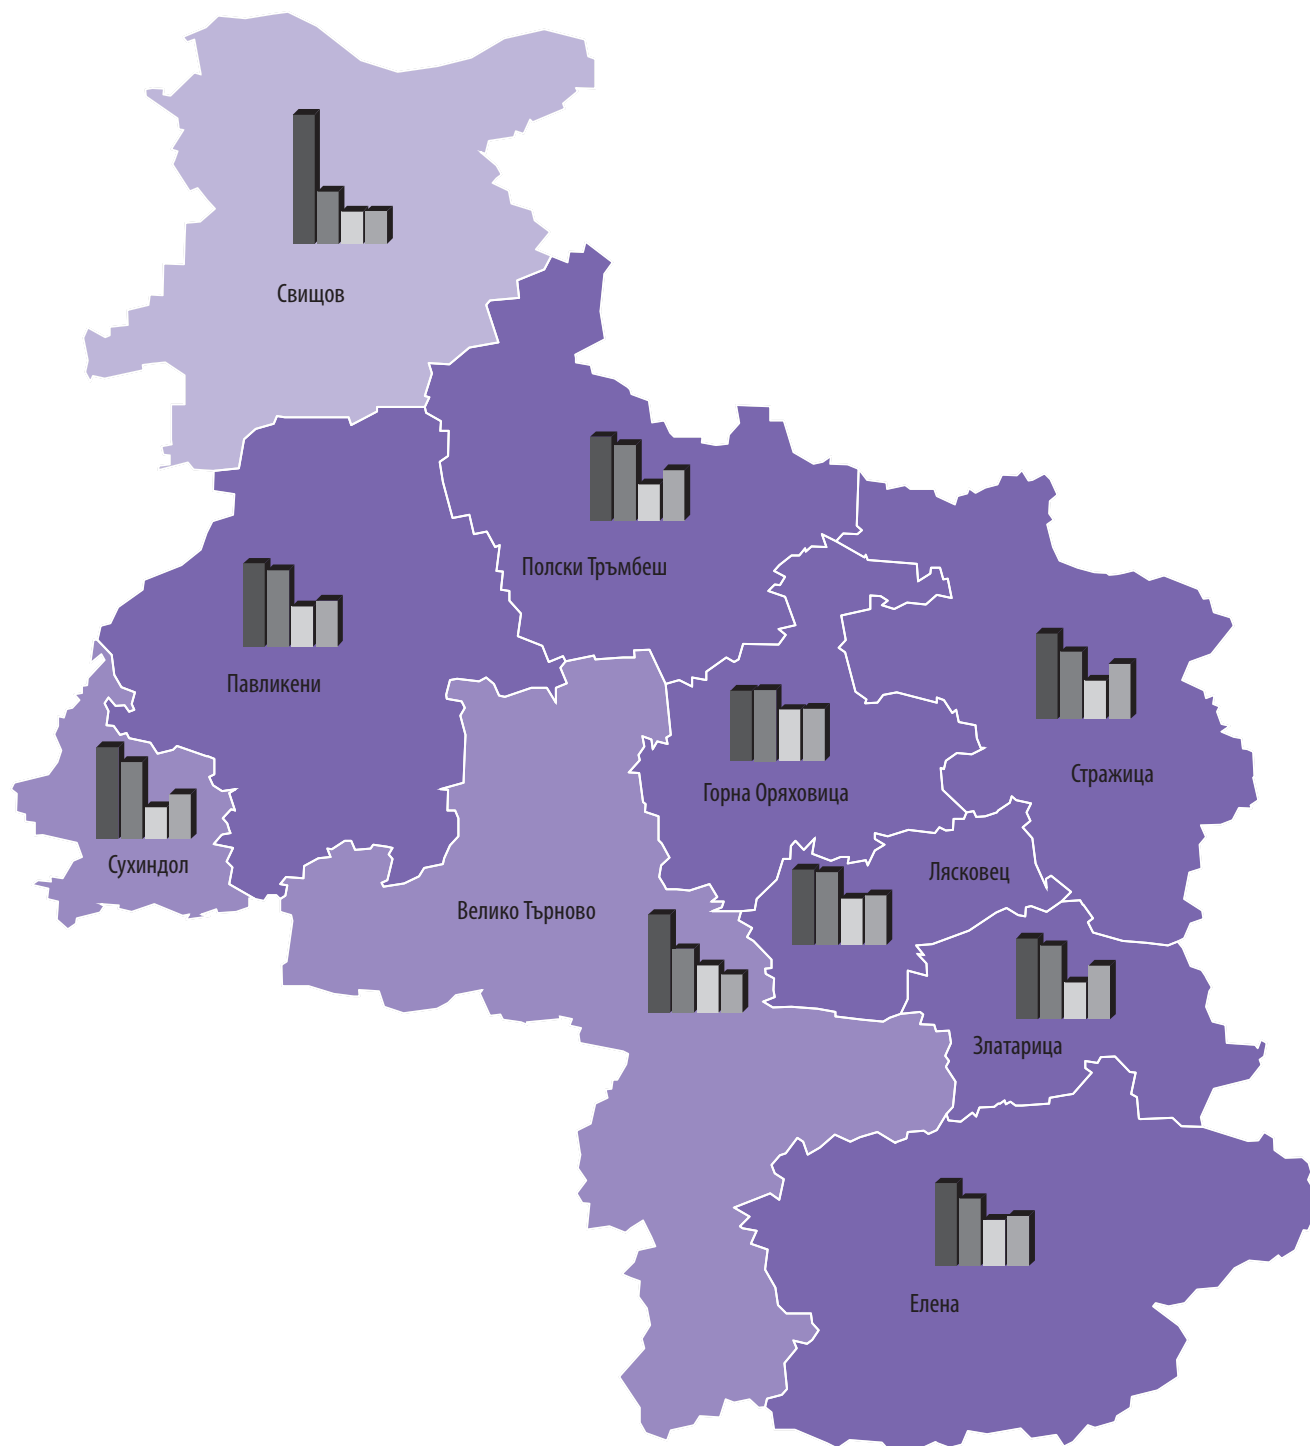 Свищов
Полски Тръмбеш
Павликени
Стражица
Горна Оряховица
Сухиндол
Лясковец
Велико Търново
Златарица
Елена